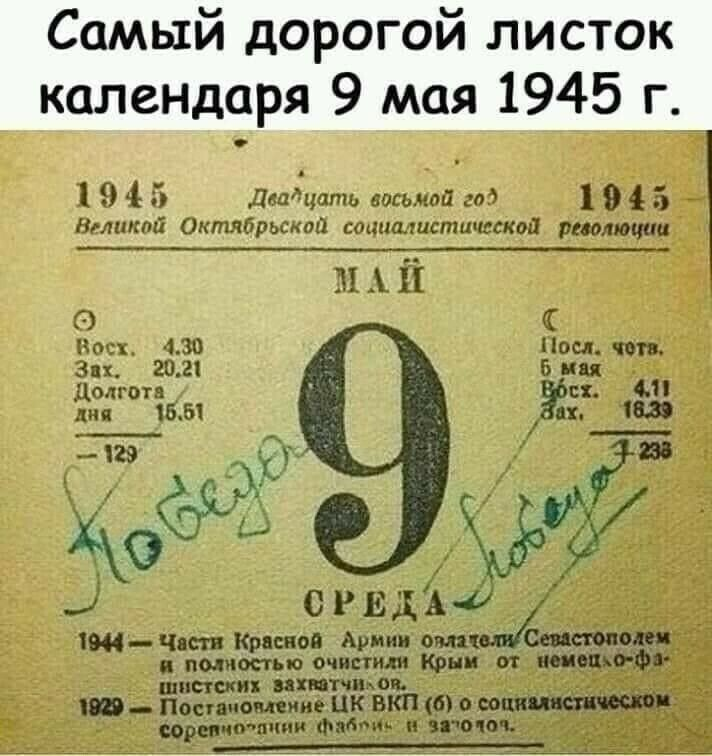 Самый дорогой листок
календаря 9 мая 1945 г.
1945 Двадцать восьмой год 1945
Великой Октябрьской социалистической революции
МАЙ
Восх. 4.30
Зах. 20.21
Долгота
дня 15.51
— 129
9
Посл. четв.
5 мая
Восх. 4.11
Зах. 16.39
+ 236
Победа
Победа
СРЕДА
1944 — Части Красной Армии овладели Севастополем
и полностью очистили Крым от немецко-фа-
шистских захватчиков.
1929 — Постановление ЦК ВКП (б) о социалистическом
соревновании фабрик и заводов.